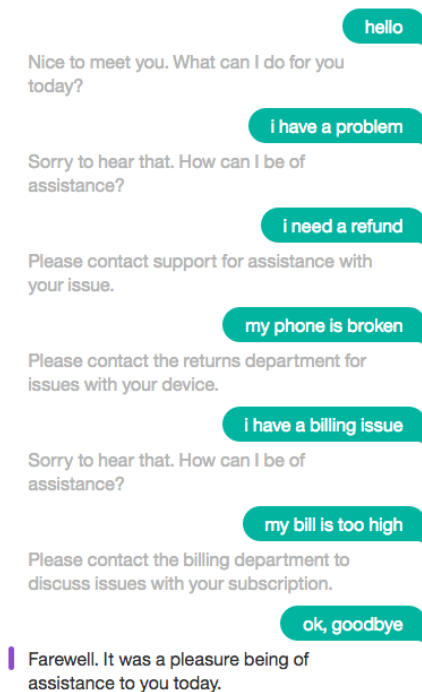 hello
Nice to meet you. What can I do for you
today?
i have a problem
Sorry to hear that. How can I be of
assistance?
i need a refund
Please contact support for assistance with
your issue.
my phone is broken
Please contact the returns department for
issues with your device.
i have a billing issue
Sorry to hear that. How can I be of
assistance?
my bill is too high
Please contact the billing department to
discuss issues with your subscription.
ok, goodbye
Farewell. It was a pleasure being of
assistance to you today.